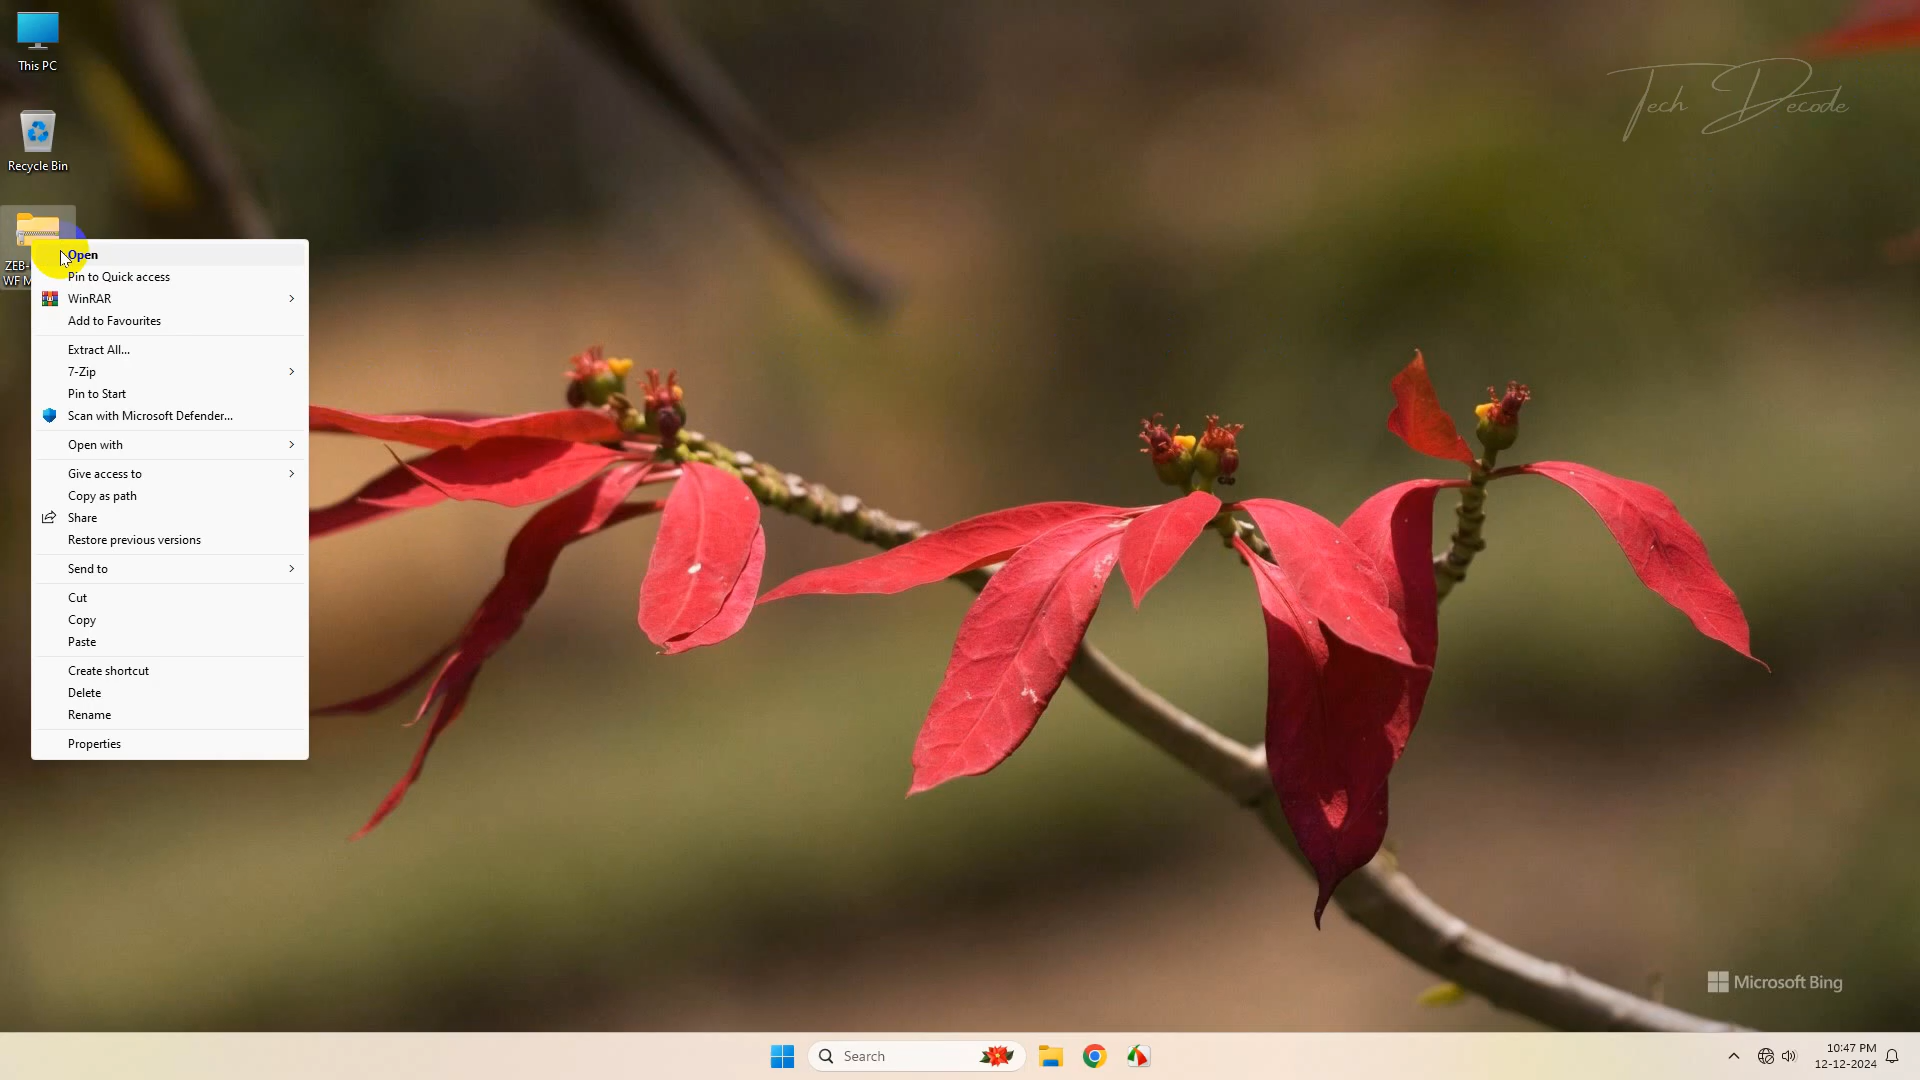 This PC
Tech Decode
Recycle Bin
ZEB-
WF M
Open
Pin to Quick access
WinRAR
Add to Favourites
Extract All...
7-Zip
Pin to Start
Scan with Microsoft Defender...
Open with
Give access to
Copy as path
Share
Restore previous versions
Send to
Cut
Copy
Paste
Create shortcut
Delete
Rename
Properties
Microsoft Bing
Search
10:47 PM
12-12-2024